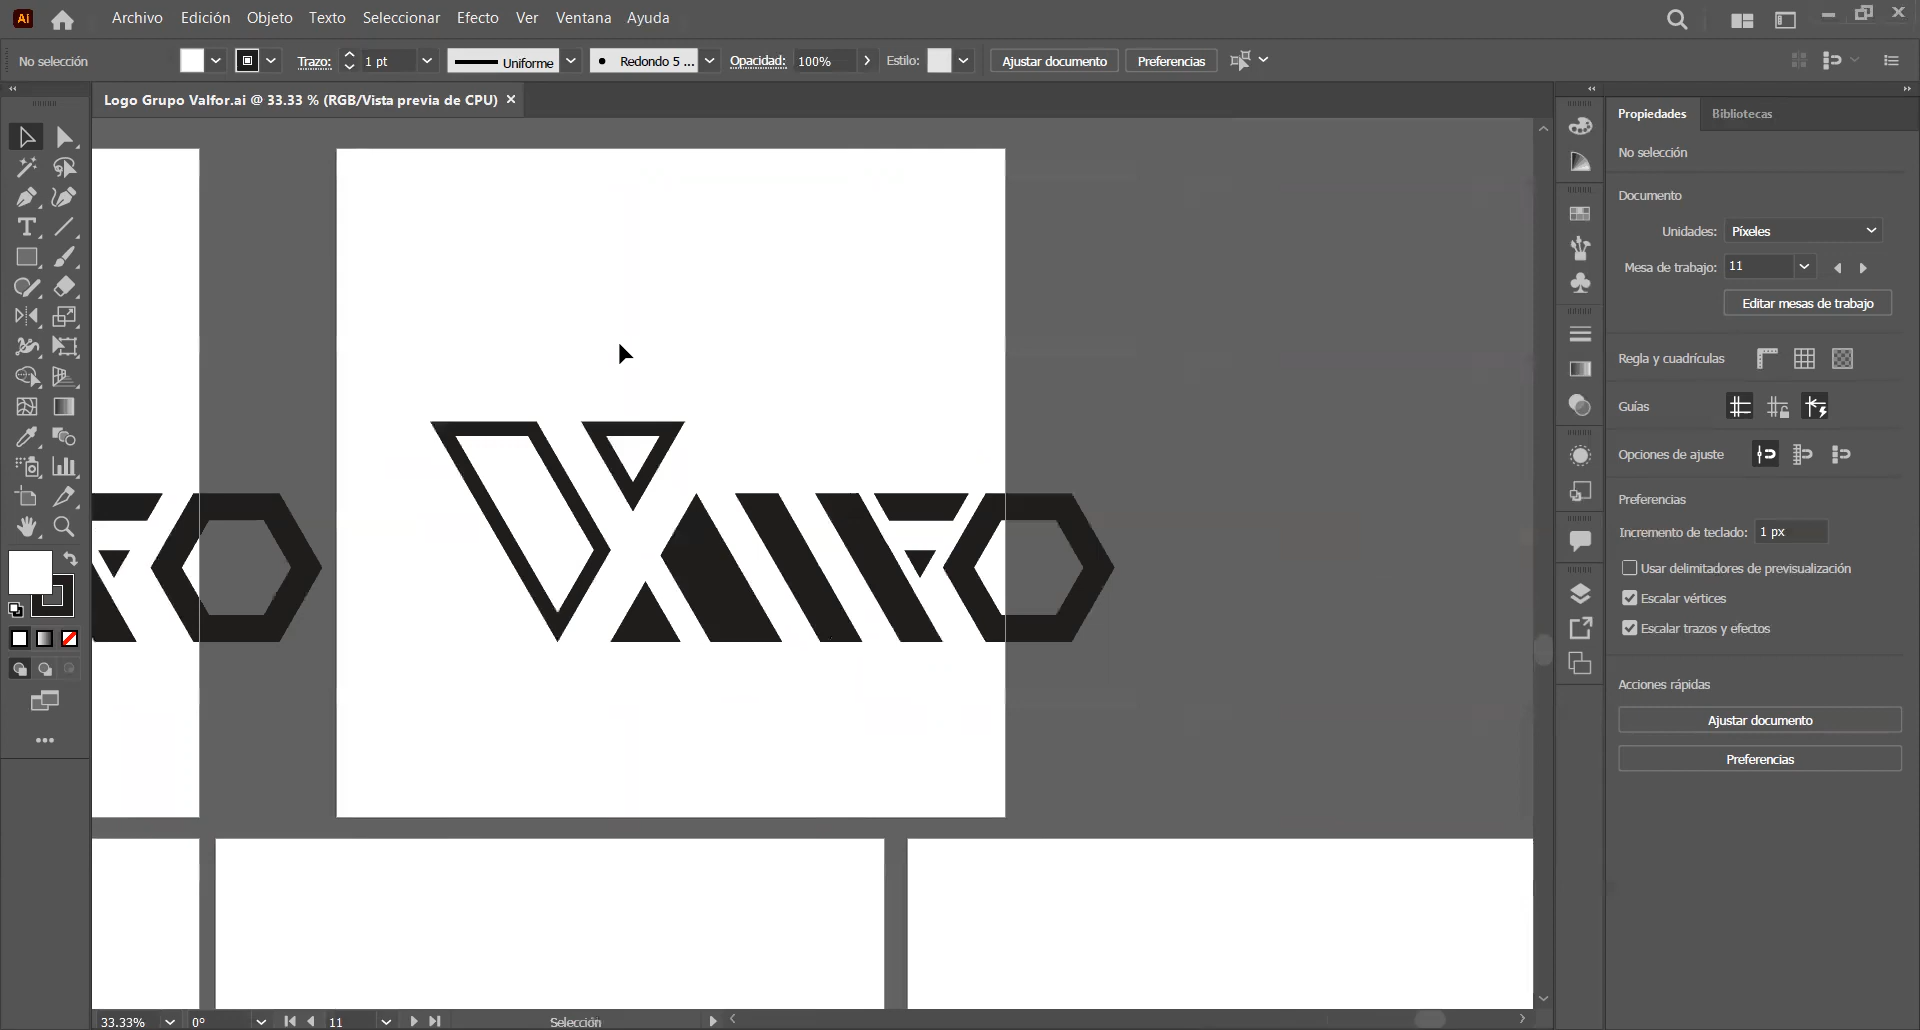 Ai Archivo Edición Objeto Texto Seleccionar Efecto Ver Ventana Ayuda
No selección Trazo: 1 pt Uniforme Redondo 5 ... Opacidad: 100% Estilo: Ajustar documento Preferencias
Logo Grupo Valfor.ai @ 33.33 % (RGB/Vista previa de CPU) ×
Propiedades Bibliotecas
No selección
Documento
Unidades: Píxeles
Mesa de trabajo: 11
Editar mesas de trabajo
Regla y cuadrículas
Guías
Opciones de ajuste
Preferencias
Incremento de teclado: 1 px
Usar delimitadores de previsualización
Escalar vértices
Escalar trazos y efectos
Acciones rápidas
Ajustar documento
Preferencias
33.33% 0° 11 Selección